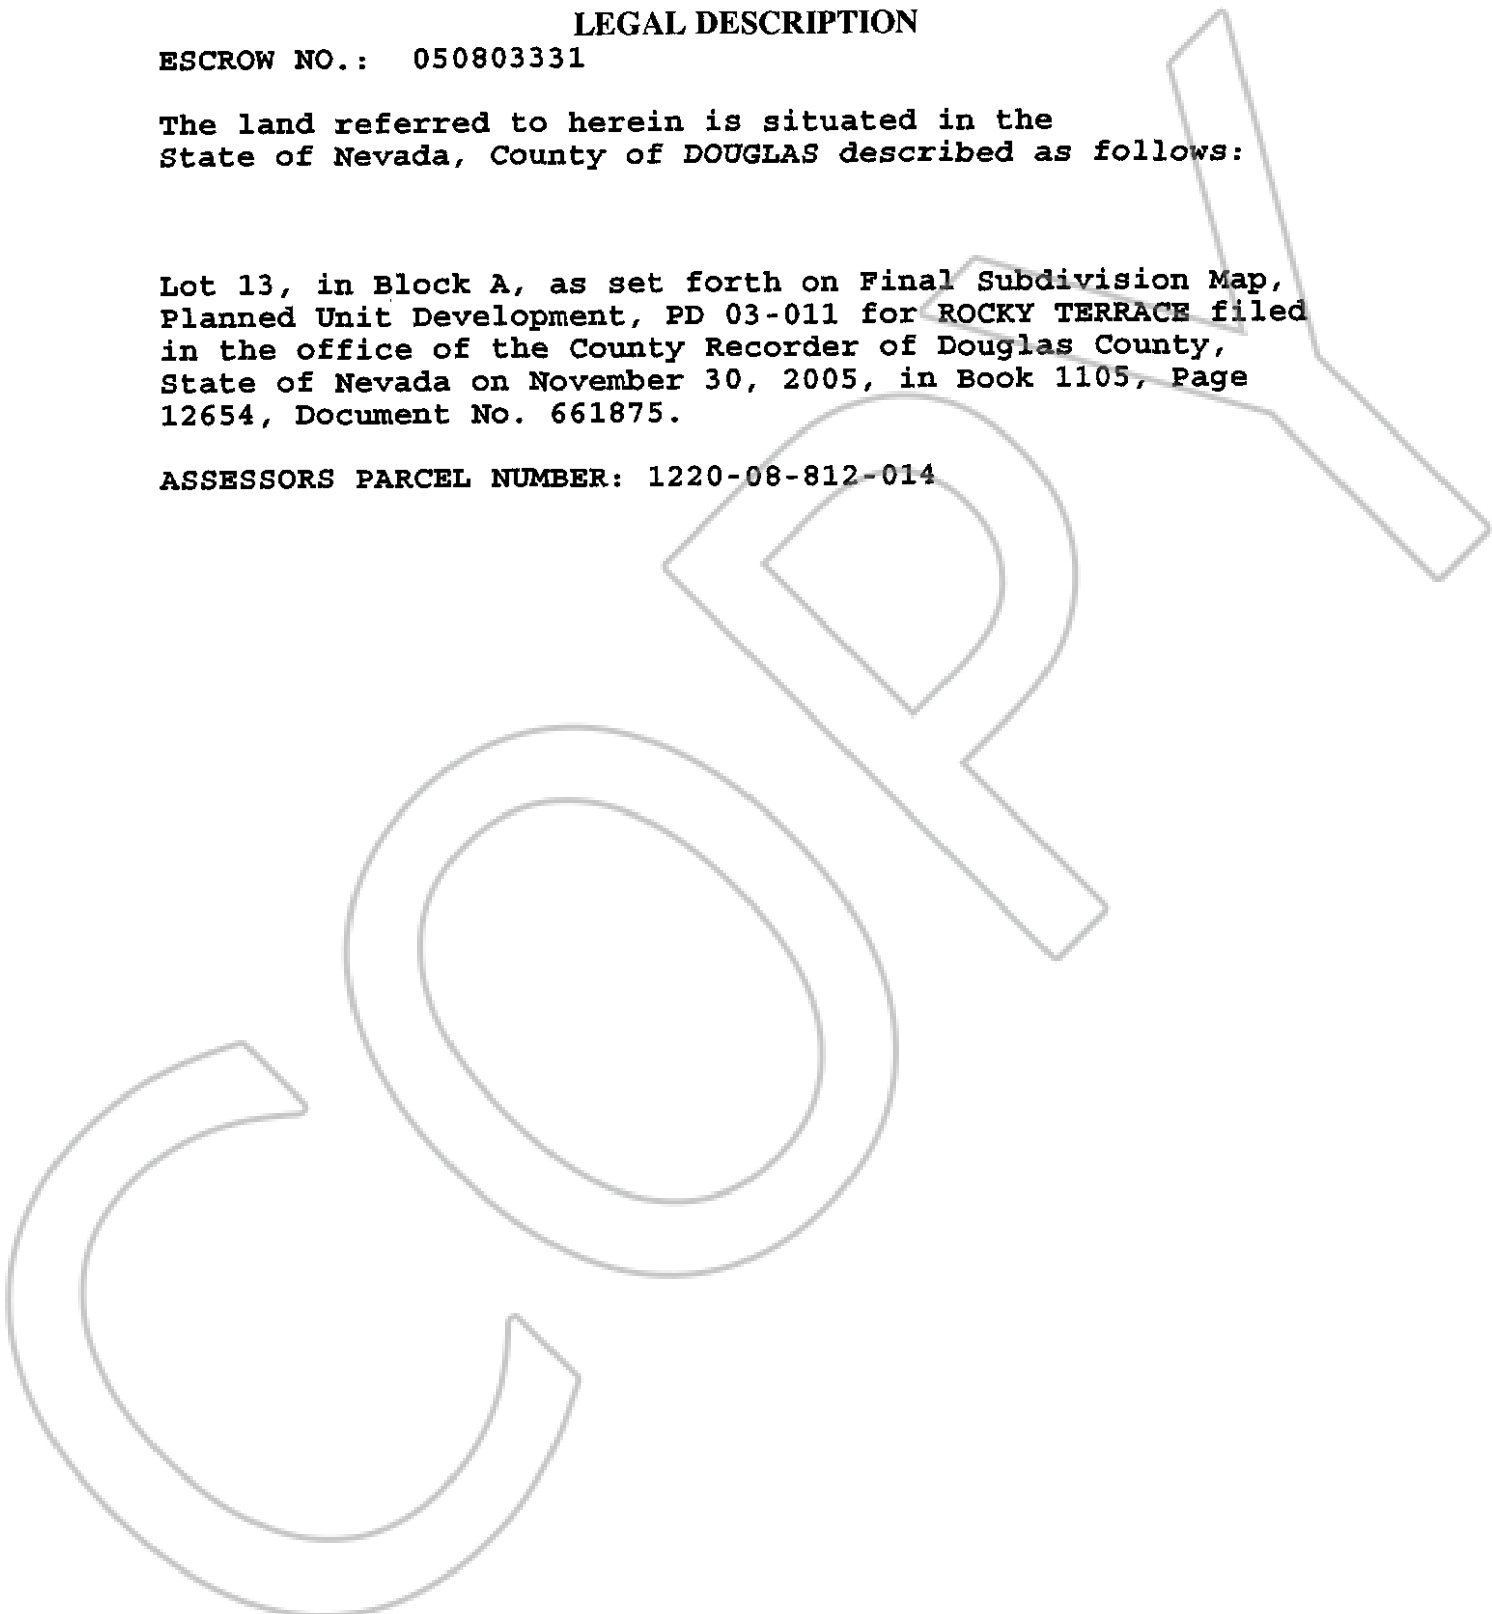 LEGAL DESCRIPTION
ESCROW NO.: 050803331
The land referred to herein is situated in the
State of Nevada, County of DOUGLAS described as follows:
Lot 13, in Block A, as set forth on Final Subdivision Map,
Planned Unit Development, PD 03-011 for ROCKY TERRACE filed
in the office of the County Recorder of Douglas County,
State of Nevada on November 30, 2005, in Book 1105, Page
12654, Document No. 661875.
ASSESSORS PARCEL NUMBER: 1220-08-812-014
COPY